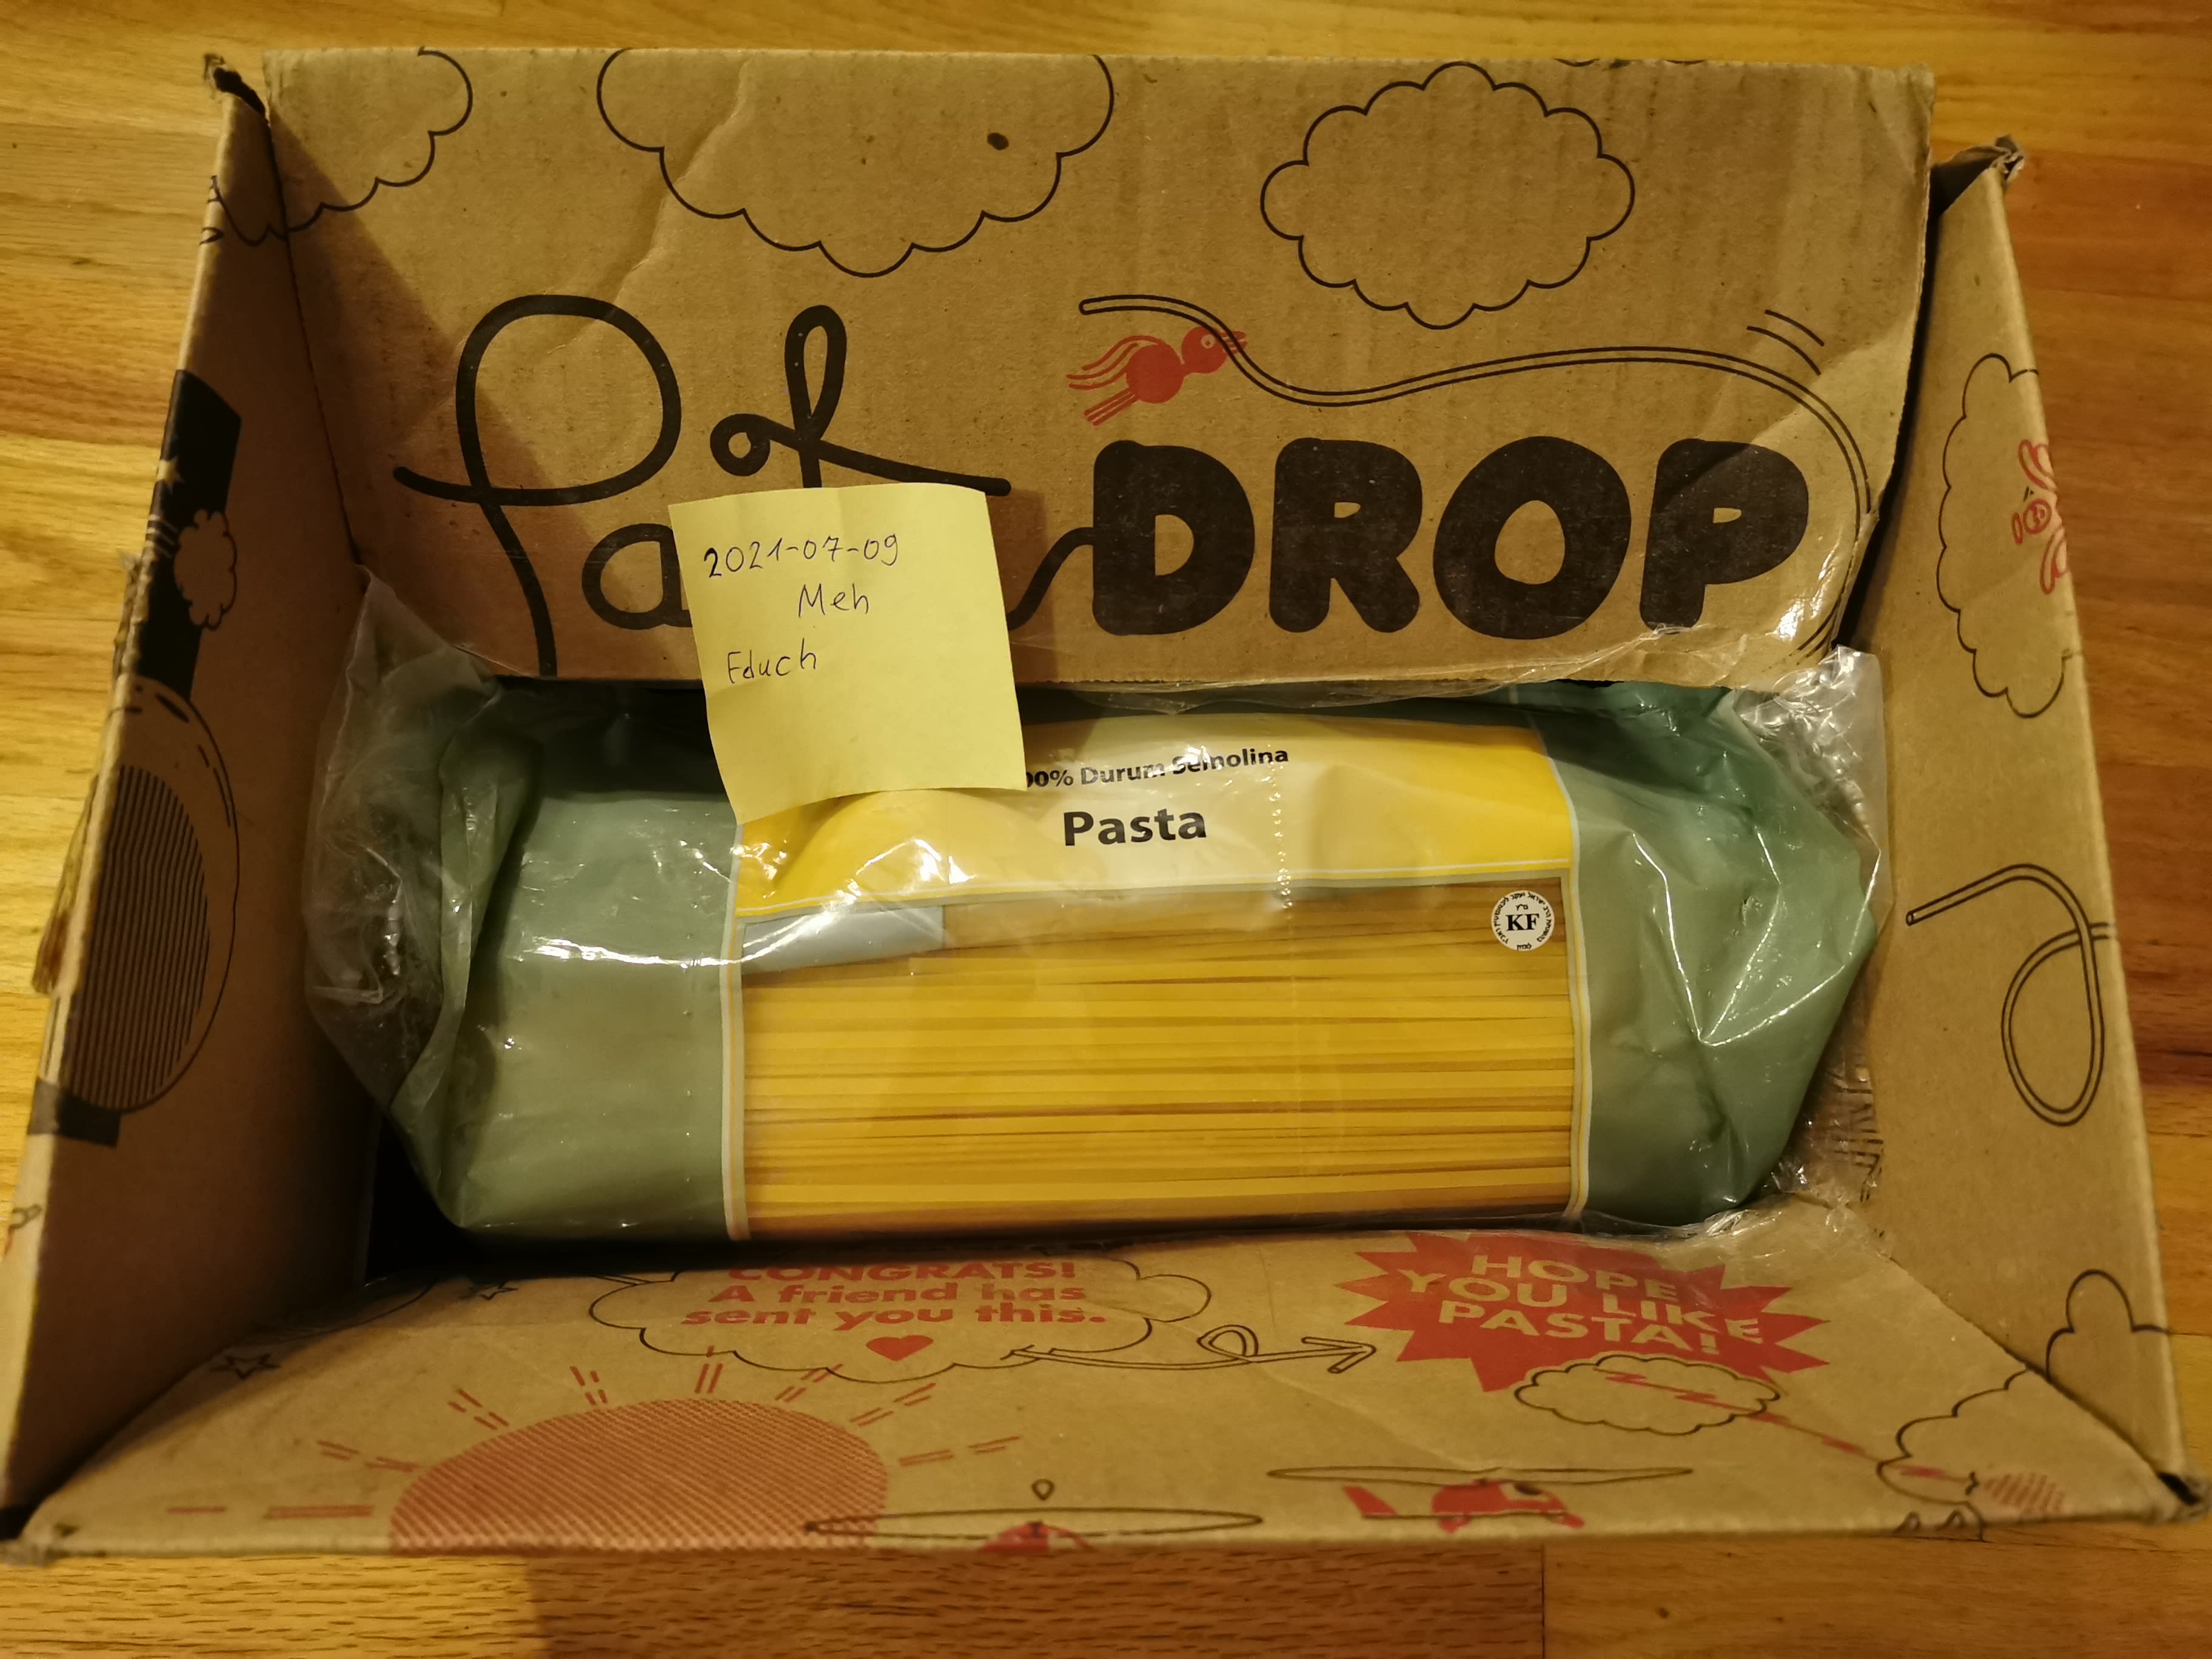 DROP
2021-07-09
Meh
Fduch
00% Durum Semolina
Pasta
KF
CONGRATS!
A friend has
sent you this.
HOPE
YOU LIKE
PASTA!